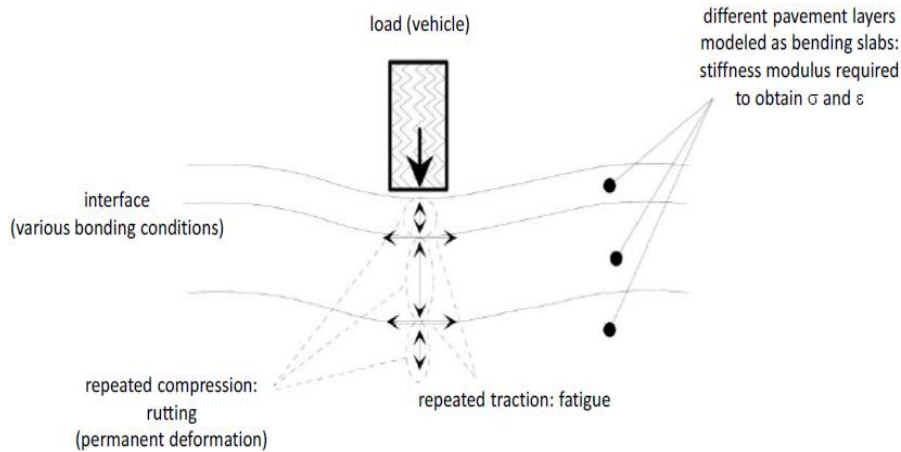 load (vehicle)
different pavement layers
modeled as bending slabs:
stiffness modulus required
to obtain σ and ε
interface
(various bonding conditions)
repeated compression:
rutting
(permanent deformation)
repeated traction: fatigue